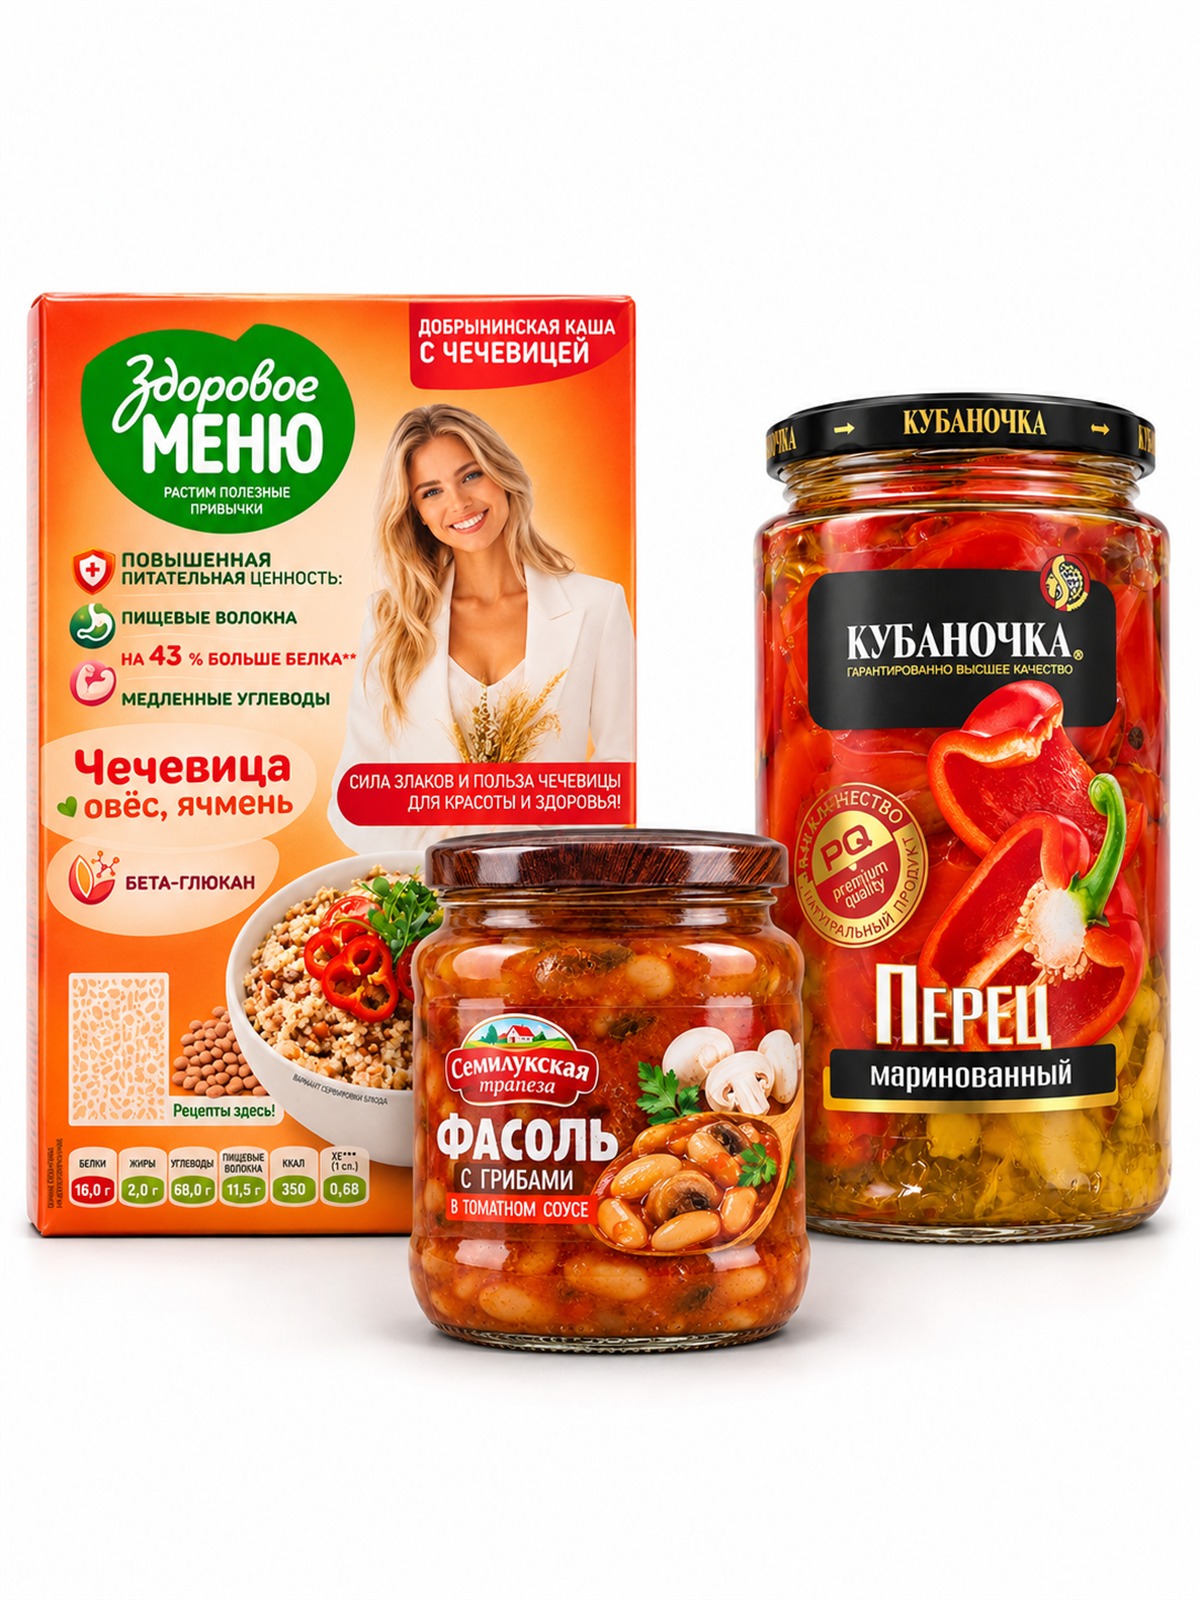 Здоровое
МЕНЮ
РАСТИМ ПОЛЕЗНЫЕ
ПРИВЫЧКИ
ДОБРЫНИНСКАЯ КАША
С ЧЕЧЕВИЦЕЙ
ПОВЫШЕННАЯ
ПИТАТЕЛЬНАЯ ЦЕННОСТЬ:
ПИЩЕВЫЕ ВОЛОКНА
НА 43 % БОЛЬШЕ БЕЛКА**
МЕДЛЕННЫЕ УГЛЕВОДЫ
Чечевица
овёс, ячмень
БЕТА-ГЛЮКАН
СИЛА ЗЛАКОВ И ПОЛЬЗА ЧЕЧЕВИЦЫ
ДЛЯ КРАСОТЫ И ЗДОРОВЬЯ!
ВАРИАНТ СЕРВИРОВКИ БЛЮДА
Рецепты здесь!
БЕЛКИ
16,0 г
ЖИРЫ
2,0 г
УГЛЕВОДЫ
68,0 г
ПИЩЕВЫЕ
ВОЛОКНА
11,5 г
ККАЛ
350
ХЕ***
(1 сп.)
0,68
Семилукская
трапеза
ФАСОЛЬ
С ГРИБАМИ
В ТОМАТНОМ СОУСЕ
КУБАНОЧКА
КУБАНОЧКА®
ГАРАНТИРОВАННО ВЫСШЕЕ КАЧЕСТВО
PQ
premium
quality
НАТУРАЛЬНЫЙ ПРОДУКТ
ПЕРЕЦ
маринованный